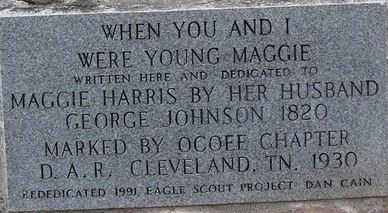 WHEN YOU AND I
WERE YOUNG MAGGIE
WRITTEN HERE AND DEDICATED TO
MAGGIE HARRIS BY HER HUSBAND
GEORGE JOHNSON 1820
MARKED BY OCOEE CHAPTER
D.A.R. CLEVELAND, TN. 1930
REDEDICATED 1991, EAGLE SCOUT PROJECT DAN CAIN